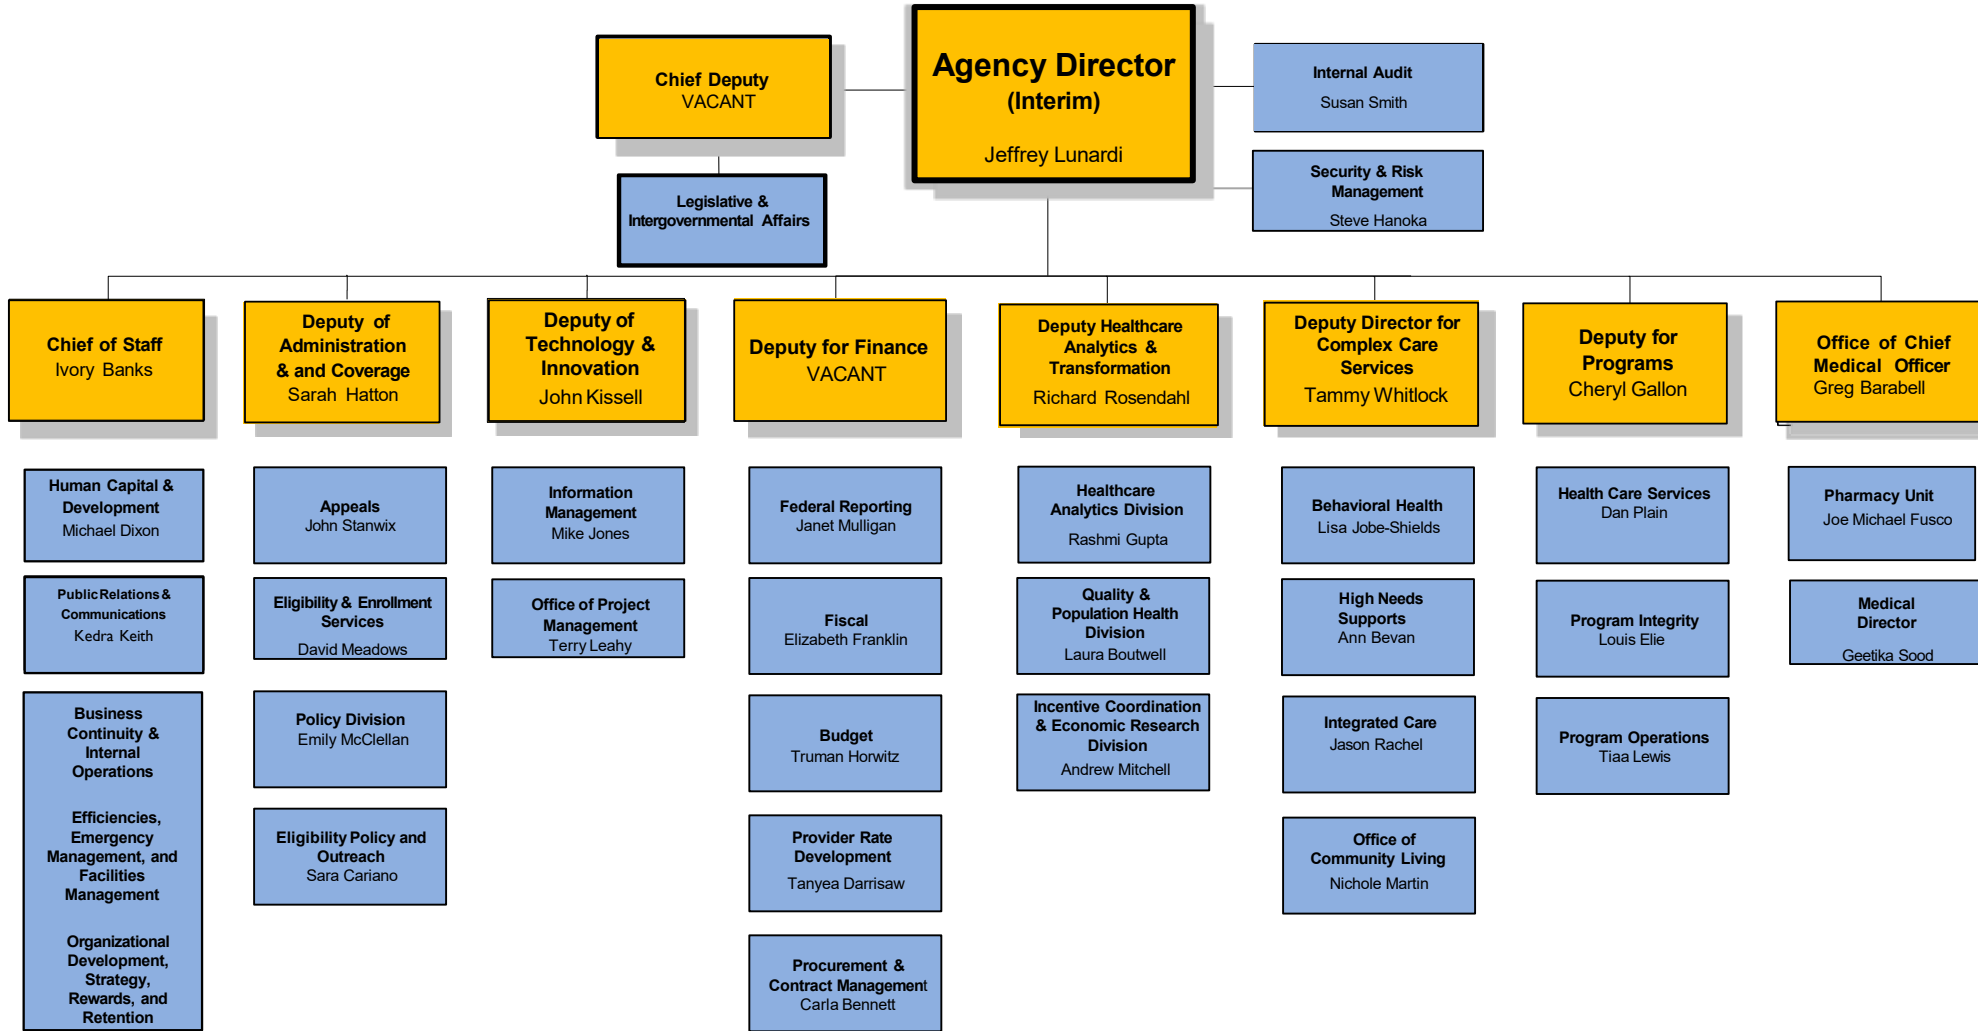 Agency Director
(Interim)
Jeffrey Lunardi
Chief Deputy
VACANT
Legislative &
Intergovernmental Affairs
Internal Audit
Susan Smith
Security & Risk
Management
Steve Hanoka
Chief of Staff
Ivory Banks
Human Capital &
Development
Michael Dixon
Public Relations &
Communications
Kedra Keith
Business
Continuity &
Internal
Operations
Efficiencies,
Emergency
Management, and
Facilities
Management
Organizational
Development,
Strategy,
Rewards, and
Retention
Deputy of
Administration
& and Coverage
Sarah Hatton
Appeals
John Stanwix
Eligibility & Enrollment
Services
David Meadows
Policy Division
Emily McClellan
Eligibility Policy and
Outreach
Sara Cariano
Deputy of
Technology &
Innovation
John Kissell
Information
Management
Mike Jones
Office of Project
Management
Terry Leahy
Deputy for Finance
VACANT
Federal Reporting
Janet Mulligan
Fiscal
Elizabeth Franklin
Budget
Truman Horwitz
Provider Rate
Development
Tanyea Darrisaw
Procurement &
Contract Management
Carla Bennett
Deputy Healthcare
Analytics &
Transformation
Richard Rosendahl
Healthcare
Analytics Division
Rashmi Gupta
Quality &
Population Health
Division
Laura Boutwell
Incentive Coordination
& Economic Research
Division
Andrew Mitchell
Deputy Director for
Complex Care
Services
Tammy Whitlock
Behavioral Health
Lisa Jobe-Shields
High Needs
Supports
Ann Bevan
Integrated Care
Jason Rachel
Office of
Community Living
Nichole Martin
Deputy for
Programs
Cheryl Gallon
Health Care Services
Dan Plain
Program Integrity
Louis Elie
Program Operations
Tiaa Lewis
Office of Chief
Medical Officer
Greg Barabell
Pharmacy Unit
Joe Michael Fusco
Medical
Director
Geetika Sood